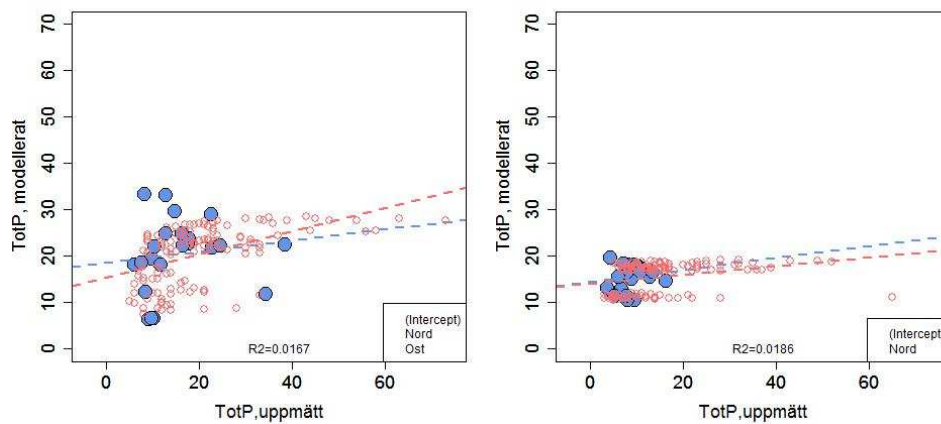 70
60
50
40
30
20
10
0
TotP, modellerat
0 20 40 60
TotP,uppmätt
R2=0.0167
(Intercept)
Nord
Ost
70
60
50
40
30
20
10
0
TotP, modellerat
0 20 40 60
TotP,uppmätt
R2=0.0186
(Intercept)
Nord